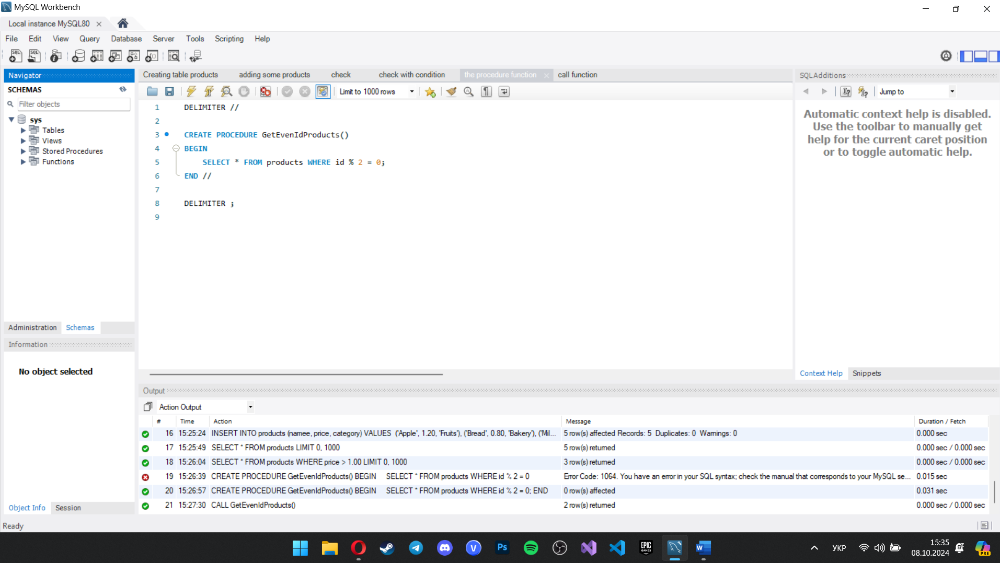 MySQL Workbench
Local instance MySQL80
File Edit View Query Database Server Tools Scripting Help
Navigator
SCHEMAS
Filter objects
sys
Tables
Views
Stored Procedures
Functions
Administration Schemas
Information
No object selected
Object Info Session
Creating table products adding some products check check with condition the procedure function call function
Limit to 1000 rows
1 DELIMITER //
2
3 CREATE PROCEDURE GetEvenIdProducts()
4 BEGIN
5 SELECT * FROM products WHERE id % 2 = 0;
6 END //
7
8 DELIMITER ;
9
SQLAdditions
Jump to
Automatic context help is disabled.
Use the toolbar to manually get
help for the current caret position
or to toggle automatic help.
Context Help Snippets
Output
Action Output
# Time Action Message Duration / Fetch
16 15:25:24 INSERT INTO products (namee, price, category) VALUES ('Apple', 1.20, 'Fruits'), ('Bread', 0.80, 'Bakery'), ('Mil... 5 row(s) affected Records: 5 Duplicates: 0 Warnings: 0 0.000 sec
17 15:25:49 SELECT * FROM products LIMIT 0, 1000 5 row(s) returned 0.000 sec / 0.000 sec
18 15:26:04 SELECT * FROM products WHERE price > 1.00 LIMIT 0, 1000 3 row(s) returned 0.000 sec / 0.000 sec
19 15:26:39 CREATE PROCEDURE GetEvenIdProducts() BEGIN SELECT * FROM products WHERE id % 2 = 0 Error Code: 1064. You have an error in your SQL syntax; check the manual that corresponds to your MySQL se... 0.015 sec
20 15:26:57 CREATE PROCEDURE GetEvenIdProducts() BEGIN SELECT * FROM products WHERE id % 2 = 0; END 0 row(s) affected 0.031 sec
21 15:27:30 CALL GetEvenIdProducts() 2 row(s) returned 0.000 sec / 0.000 sec
Ready
Ps
EPIC
GAMES
УКР
15:35
08.10.2024
PRE